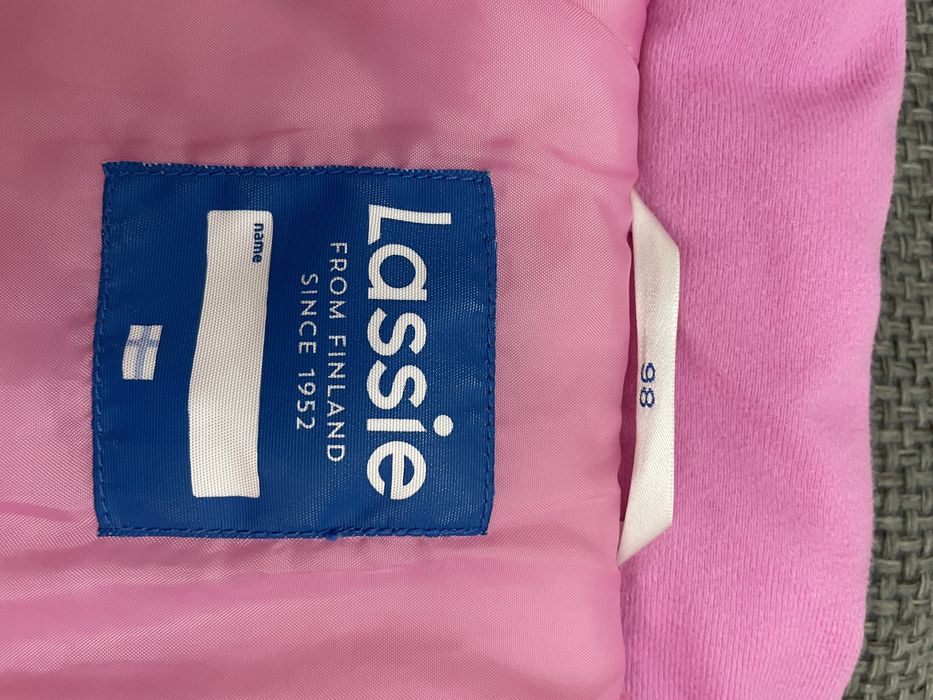 98
Lassie
FROM FINLAND
SINCE 1952
name